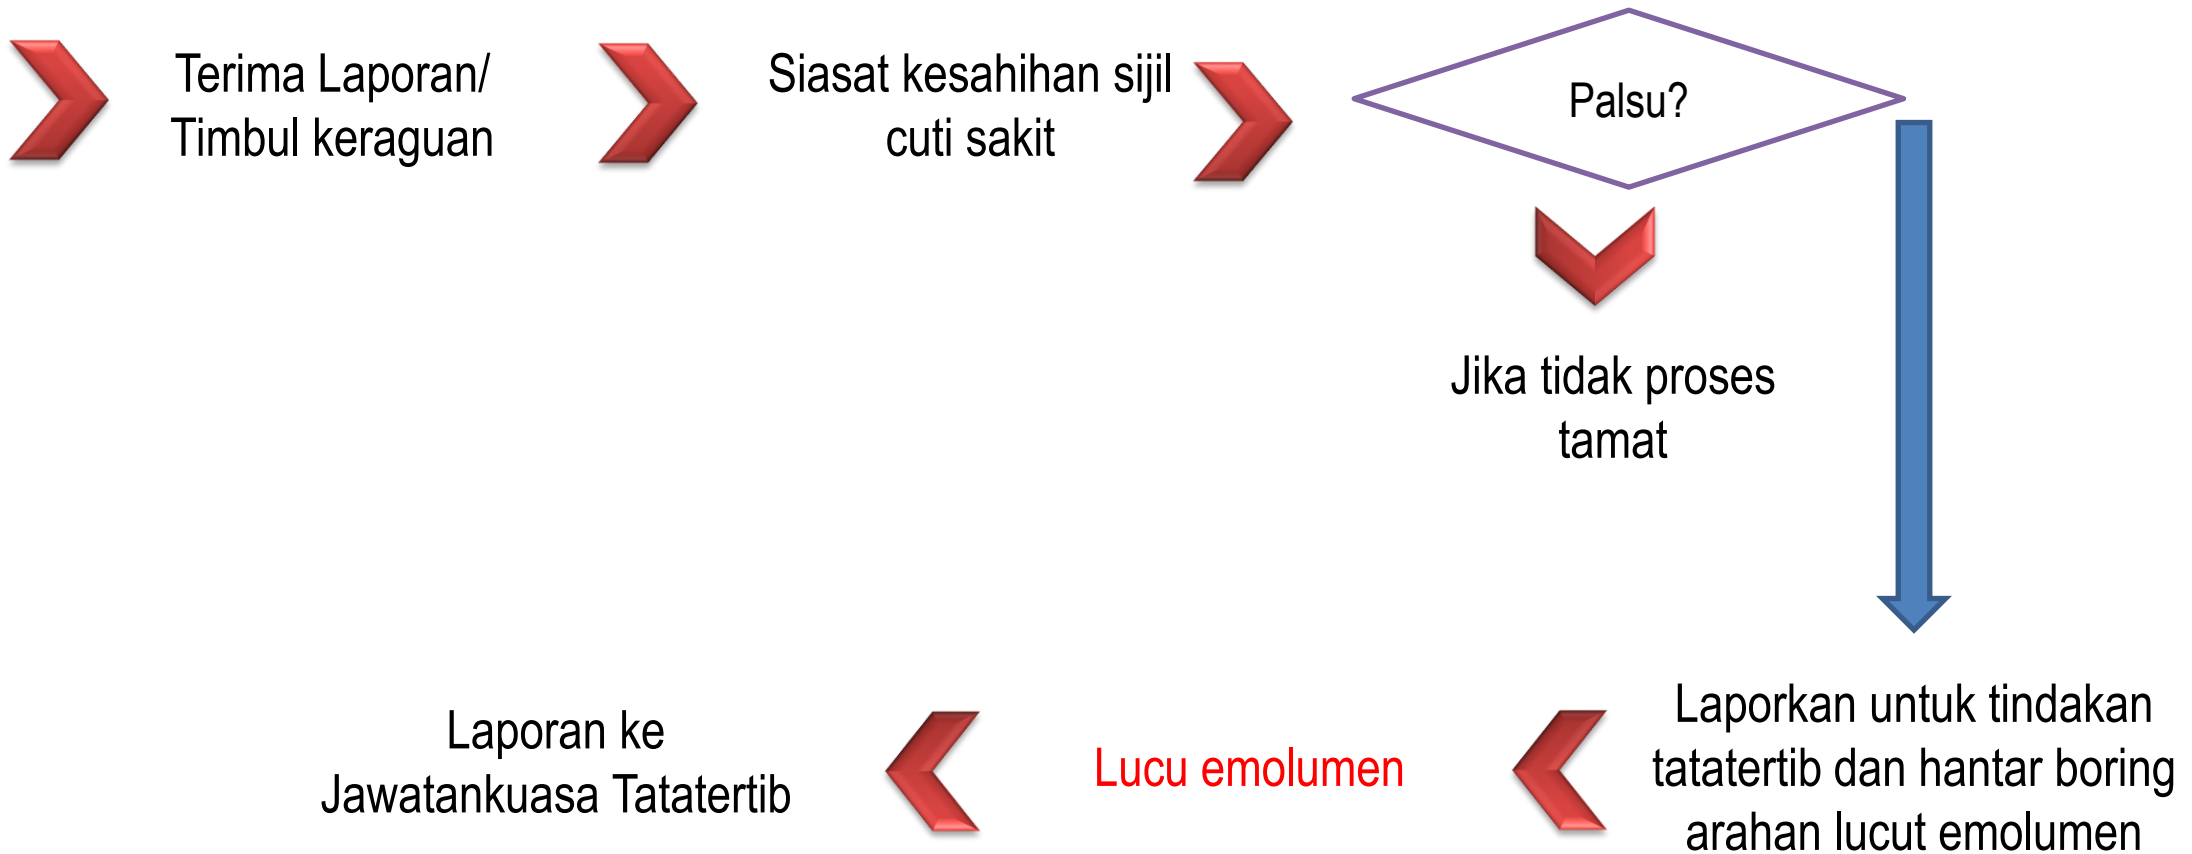 Terima Laporan/
Timbul keraguan
Siasat kesahihan sijil
cuti sakit
Palsu?
Jika tidak proses
tamat
Laporkan untuk tindakan
tatatertib dan hantar boring
arahan lucut emolumen
Lucu emolumen
Laporan ke
Jawatankuasa Tatatertib